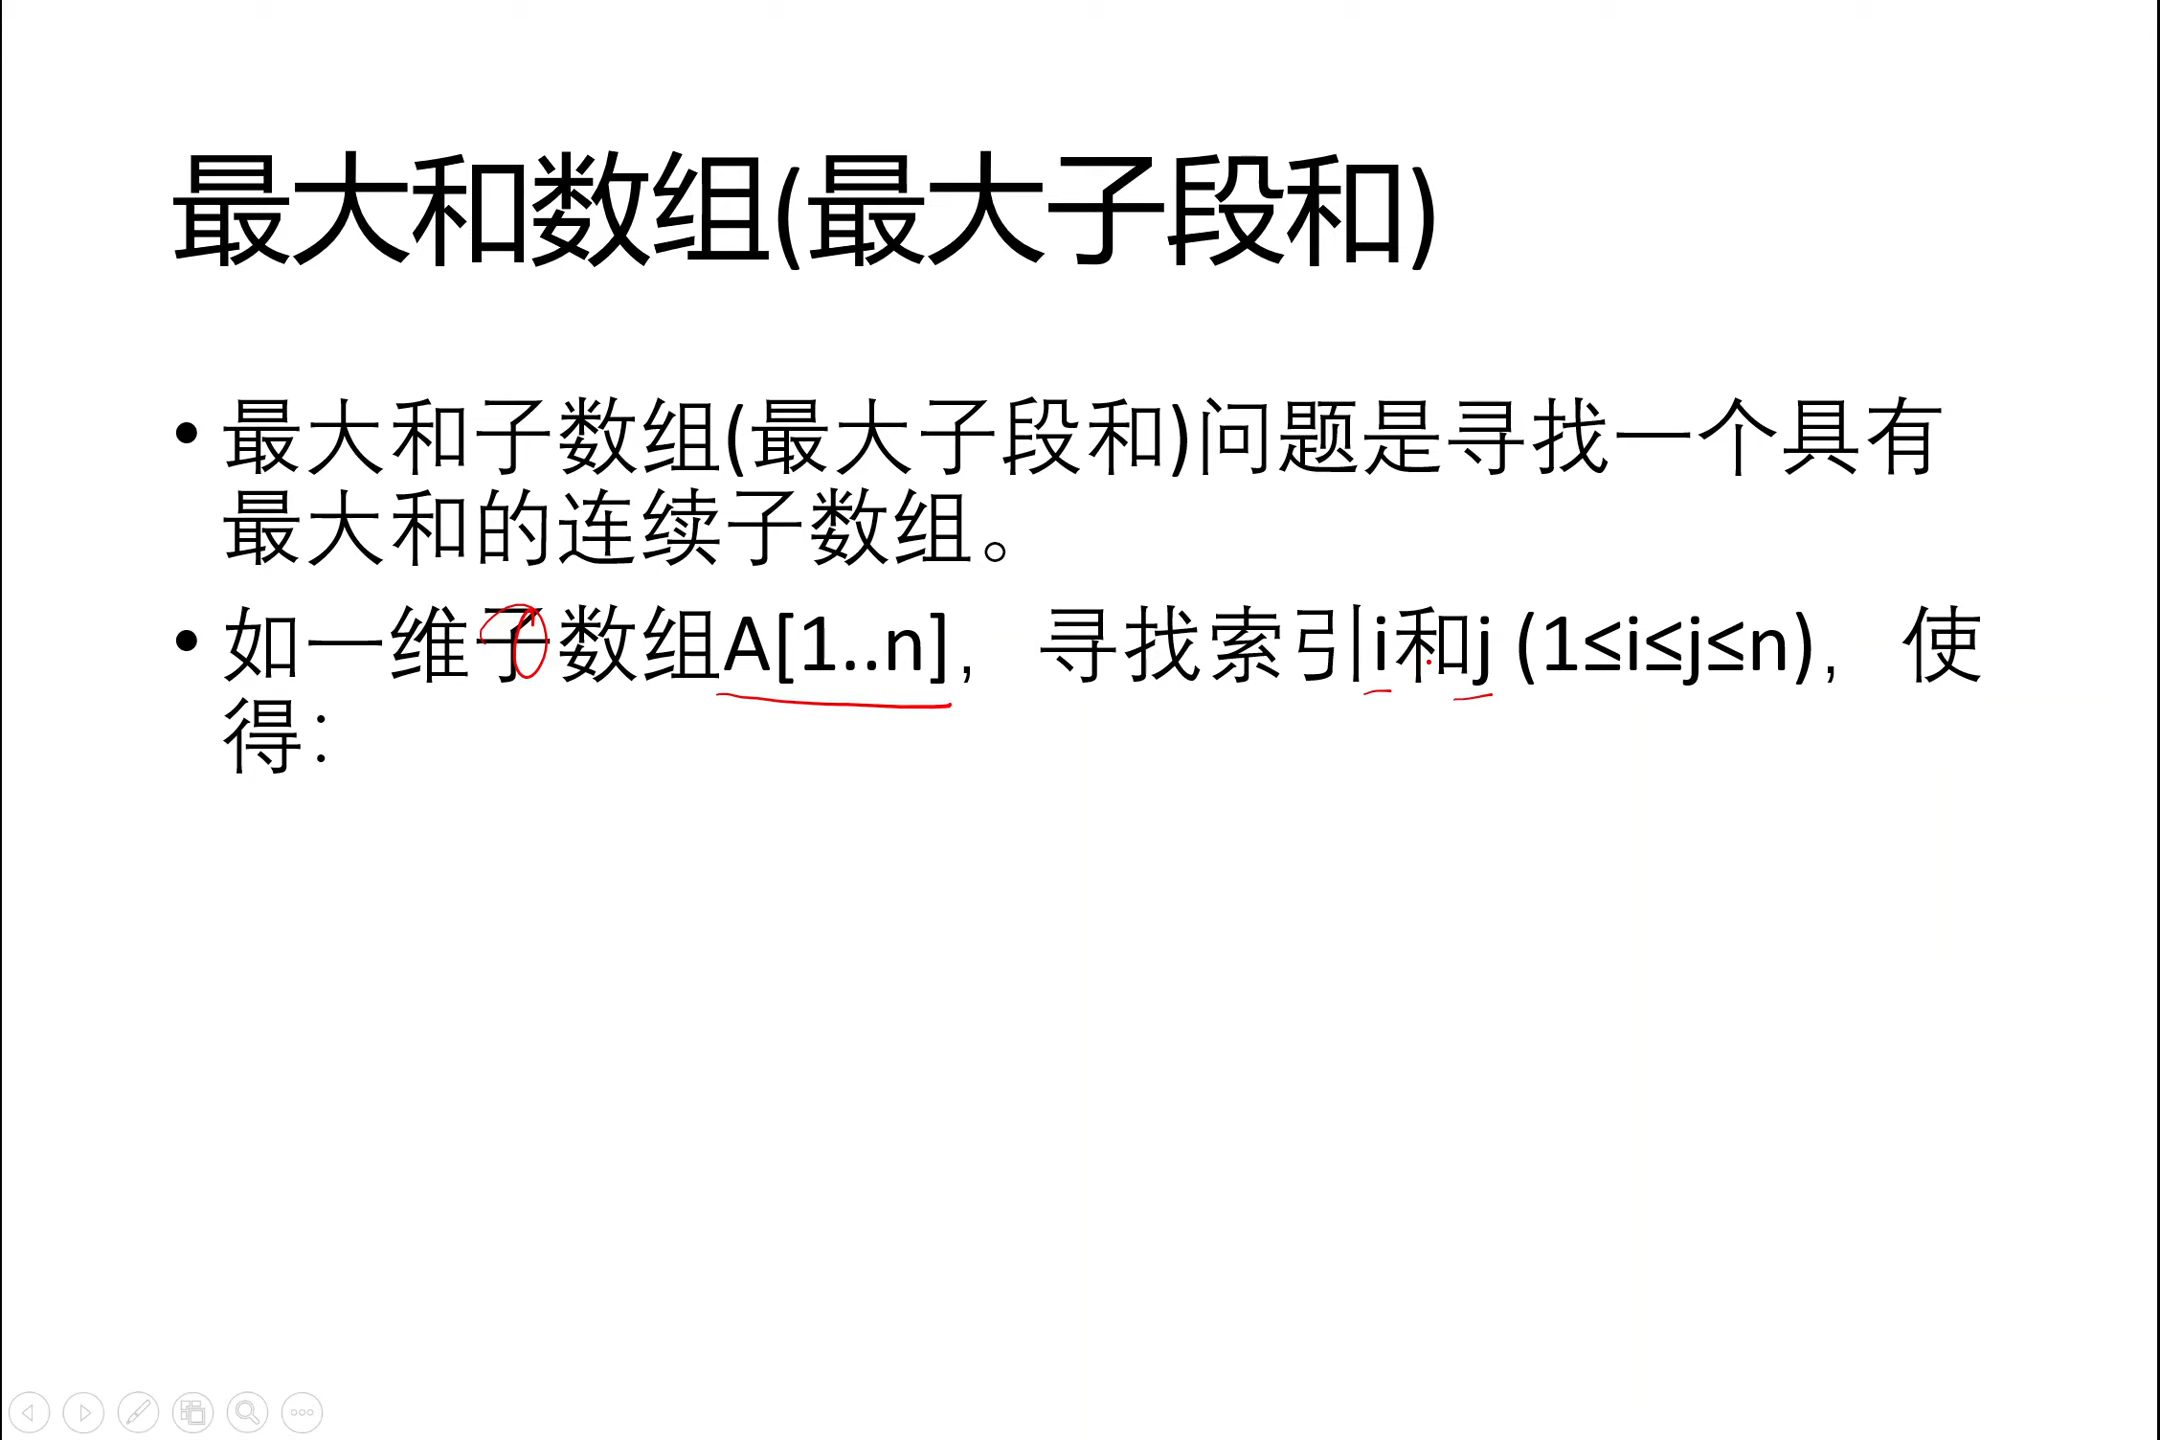 最大和数组(最大子段和)
• 最大和子数组(最大子段和)问题是寻找一个具有
最大和的连续子数组。
• 如一维子数组A[1..n]， 寻找索引i和j (1≤i≤j≤n)， 使
得：